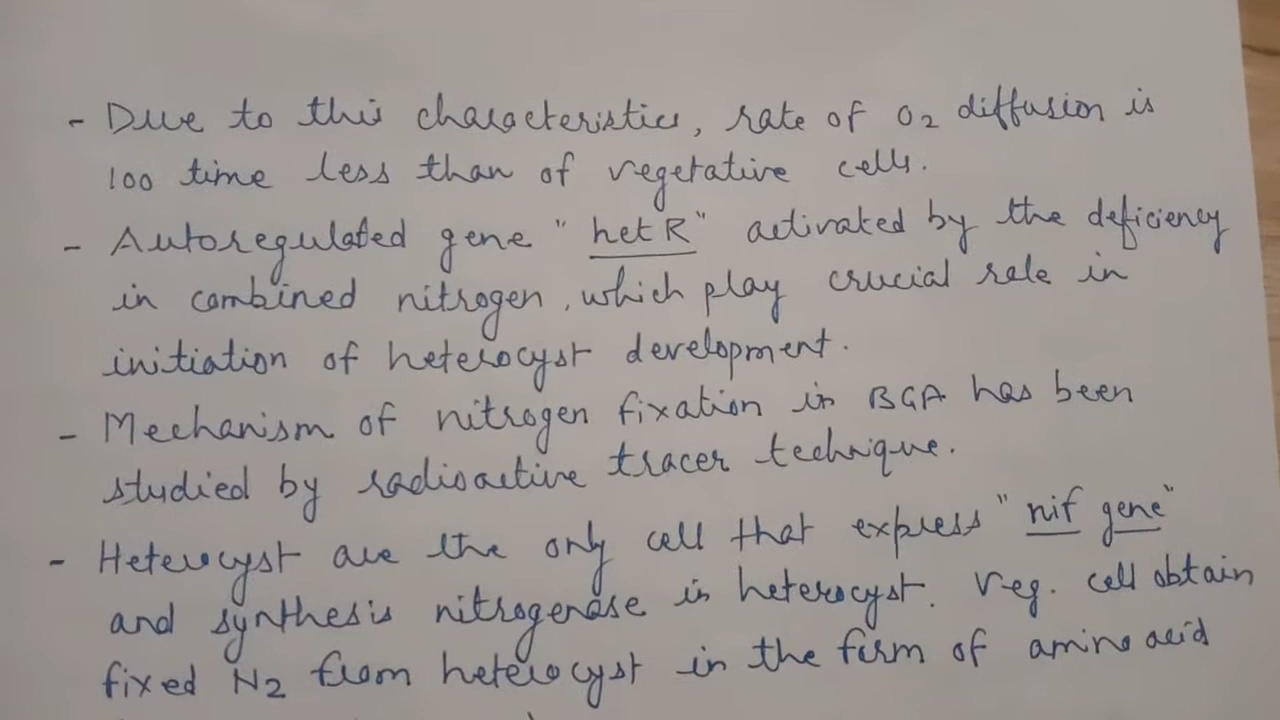 - Due to this characteristics, rate of O2 diffusion is
100 time less than of vegetative cells.
- Autoregulated gene "hetR" activated by the deficiency
in combined nitrogen, which play crucial role in
initiation of heterocyst development.
- Mechanism of nitrogen fixation in BGA has been
studied by radioactive tracer technique.
- Heterocyst are the only cell that express "nif gene"
and synthesis nitrogenase in heterocyst. Veg. cell obtain
fixed N2 from heterocyst in the form of amino acid